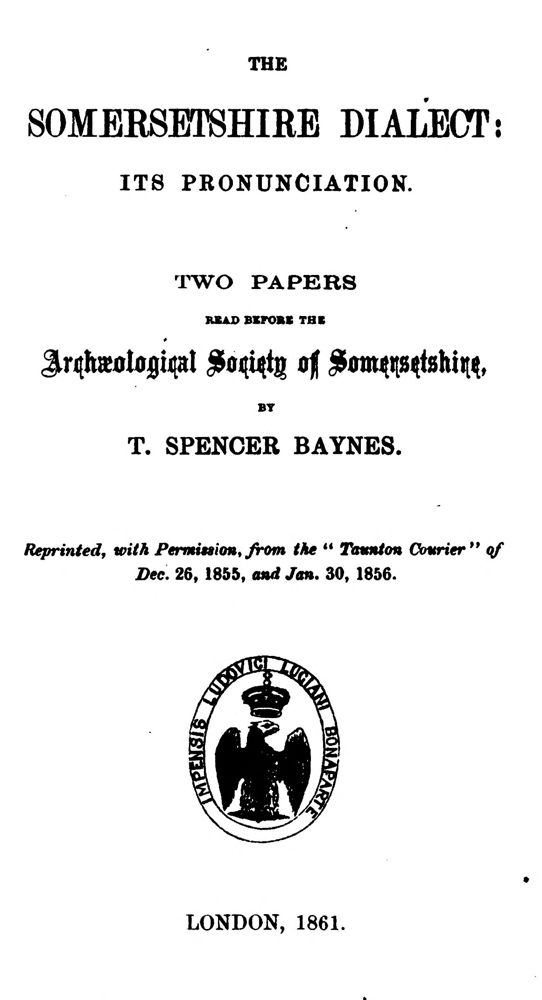 THE
SOMERSETSHIRE DIALECT:
ITS PRONUNCIATION.
TWO PAPERS
READ BEFORE THE
Archæological Society of Somersetshire,
BY
T. SPENCER BAYNES.
Reprinted, with Permission, from the “ Taunton Courier ” of
Dec. 26, 1855, and Jan. 30, 1856.
IMPENSIS LUDOVICI LUCIANI BONAPARTE
LONDON, 1861.